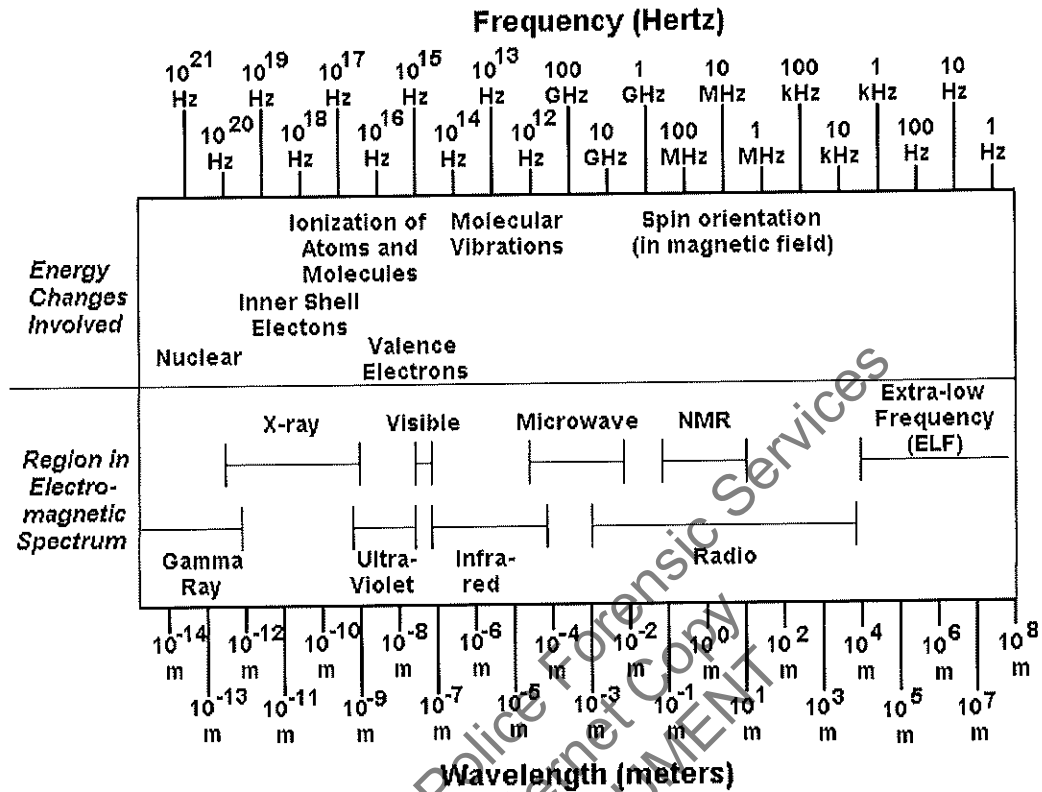 Frequency (Hertz)
10^21 10^19 10^17 10^15 10^13 100 1 10 100 1 10
Hz Hz Hz Hz Hz GHz GHz MHz kHz kHz Hz
10^20 10^18 10^16 10^14 10^12 10 100 1 10 100 1
Hz Hz Hz Hz Hz GHz MHz MHz kHz Hz Hz
Ionization of
Atoms and
Molecules
Molecular
Vibrations
Spin orientation
(in magnetic field)
Energy
Changes
Involved
Inner Shell
Electons
Nuclear
Valence
Electrons
X-ray
Visible
Microwave
NMR
Extra-low
Frequency
(ELF)
Region in
Electro-
magnetic
Spectrum
Gamma
Ray
Ultra-
Violet
Infra-
red
Radio
10^-14 10^-12 10^-10 10^-8 10^-6 10^-4 10^-2 10^0 10^2 10^4 10^6 10^8
m m m m m m m m m m m m
10^-13 10^-11 10^-9 10^-7 10^-5 10^-3 10^-1 10^1 10^3 10^5 10^7
m m m m m m m m m m m
Wavelength (meters)
Police Forensic Services
Copy